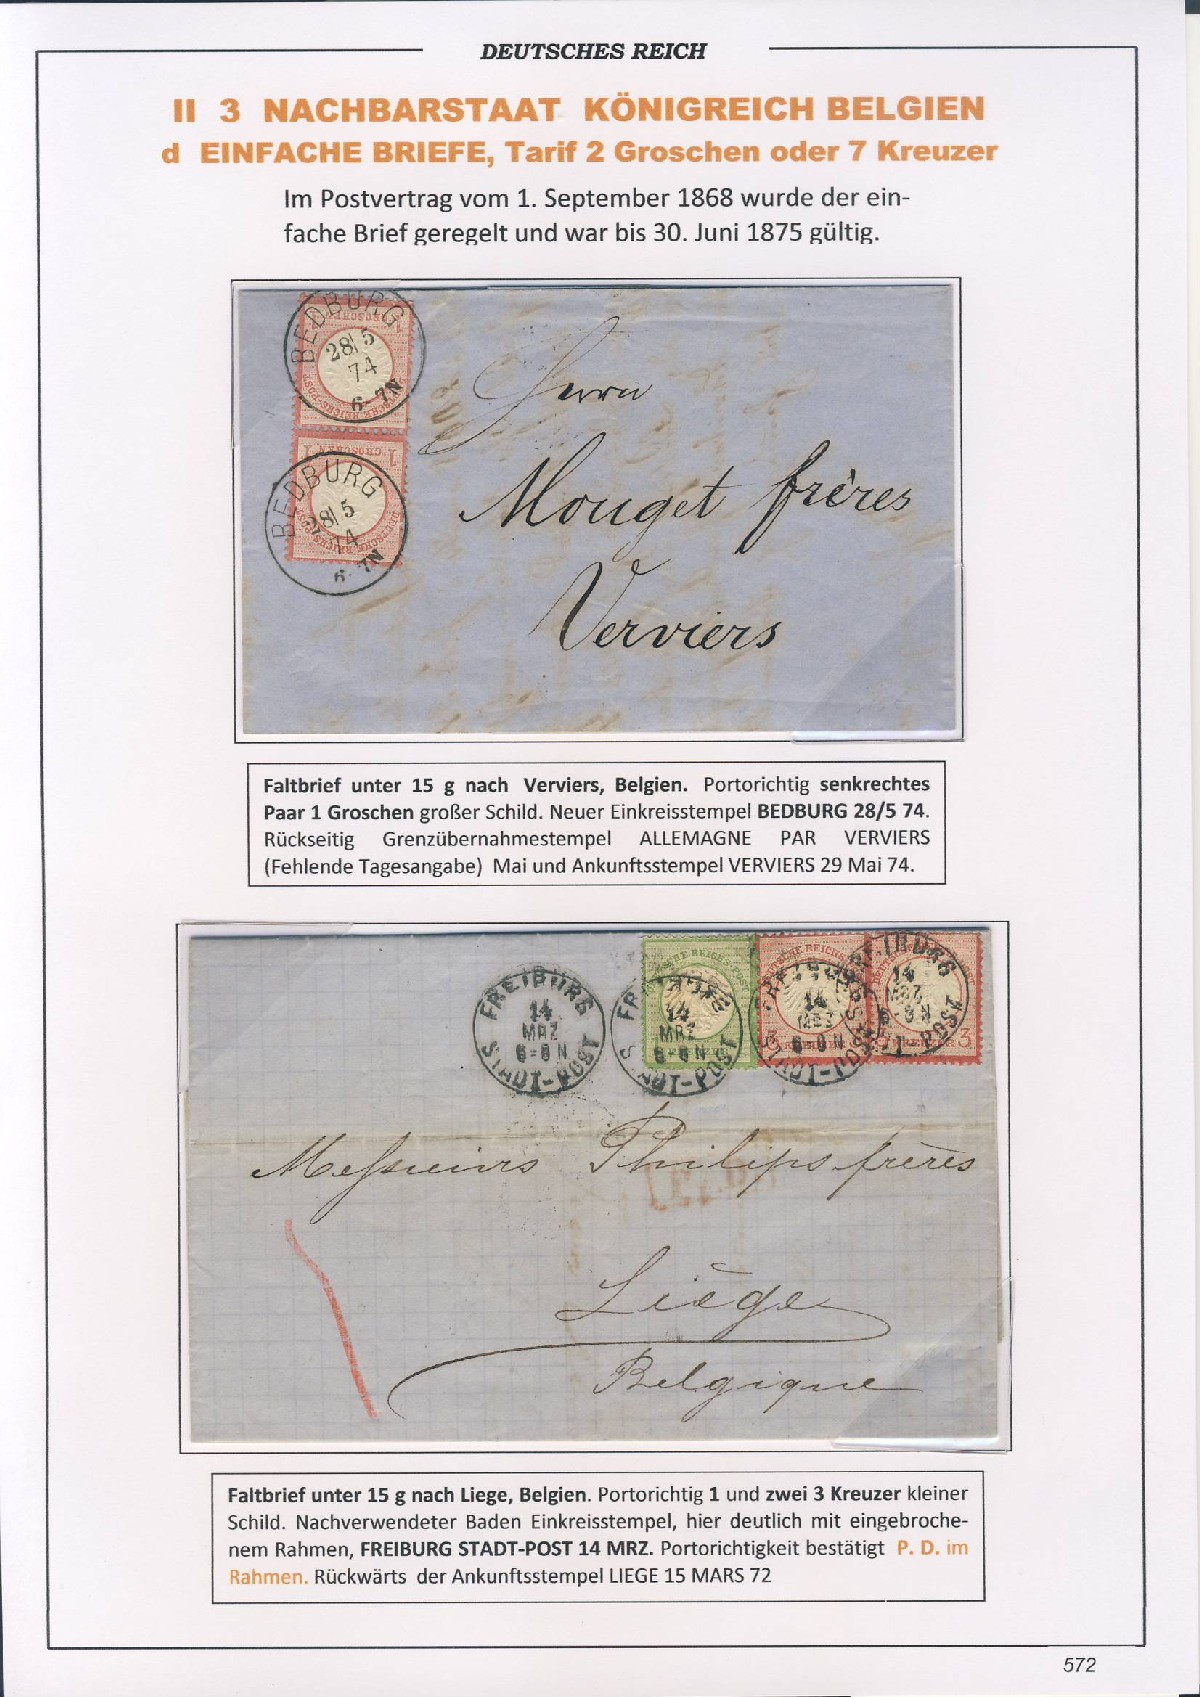 DEUTSCHES REICH
II 3 NACHBARSTAAT KÖNIGREICH BELGIEN
d EINFACHE BRIEFE, Tarif 2 Groschen oder 7 Kreuzer
Im Postvertrag vom 1. September 1868 wurde der ein-
fache Brief geregelt und war bis 30. Juni 1875 gültig.
BEDBURG
28/5
74
6-7N
BEDBURG
28/5
74
6-7N
Herrn
Mouget frères
Verviers
Faltbrief unter 15 g nach Verviers, Belgien. Portorichtig senkrechtes
Paar 1 Groschen großer Schild. Neuer Einkreisstempel BEDBURG 28/5 74.
Rückseitig Grenzübernahmestempel ALLEMAGNE PAR VERVIERS
(Fehlende Tagesangabe) Mai und Ankunftsstempel VERVIERS 29 Mai 74.
FREIBURG
14
MRZ
STADT-POST
FREIBURG
14
MRZ
STADT-POST
Messieurs Philips frères
Liège
Belgique
Faltbrief unter 15 g nach Liege, Belgien. Portorichtig 1 und zwei 3 Kreuzer kleiner
Schild. Nachverwendeter Baden Einkreisstempel, hier deutlich mit eingebroche-
nem Rahmen, FREIBURG STADT-POST 14 MRZ. Portorichtigkeit bestätigt P. D. im
Rahmen. Rückwärts der Ankunftsstempel LIEGE 15 MARS 72
572